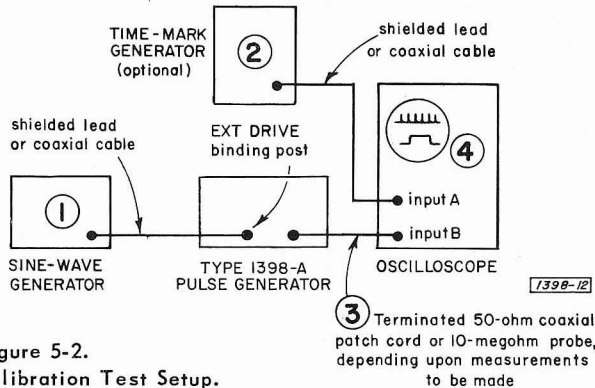 TIME-MARK
GENERATOR
(optional)
2
shielded lead
or coaxial cable
shielded lead
or coaxial cable
EXT DRIVE
binding post
4
input A
input B
1
SINE-WAVE
GENERATOR
TYPE 1398-A
PULSE GENERATOR
OSCILLOSCOPE
1398-12
3 Terminated 50-ohm coaxial
patch cord or 10-megohm probe,
depending upon measurements
to be made
gure 5-2.
libration Test Setup.